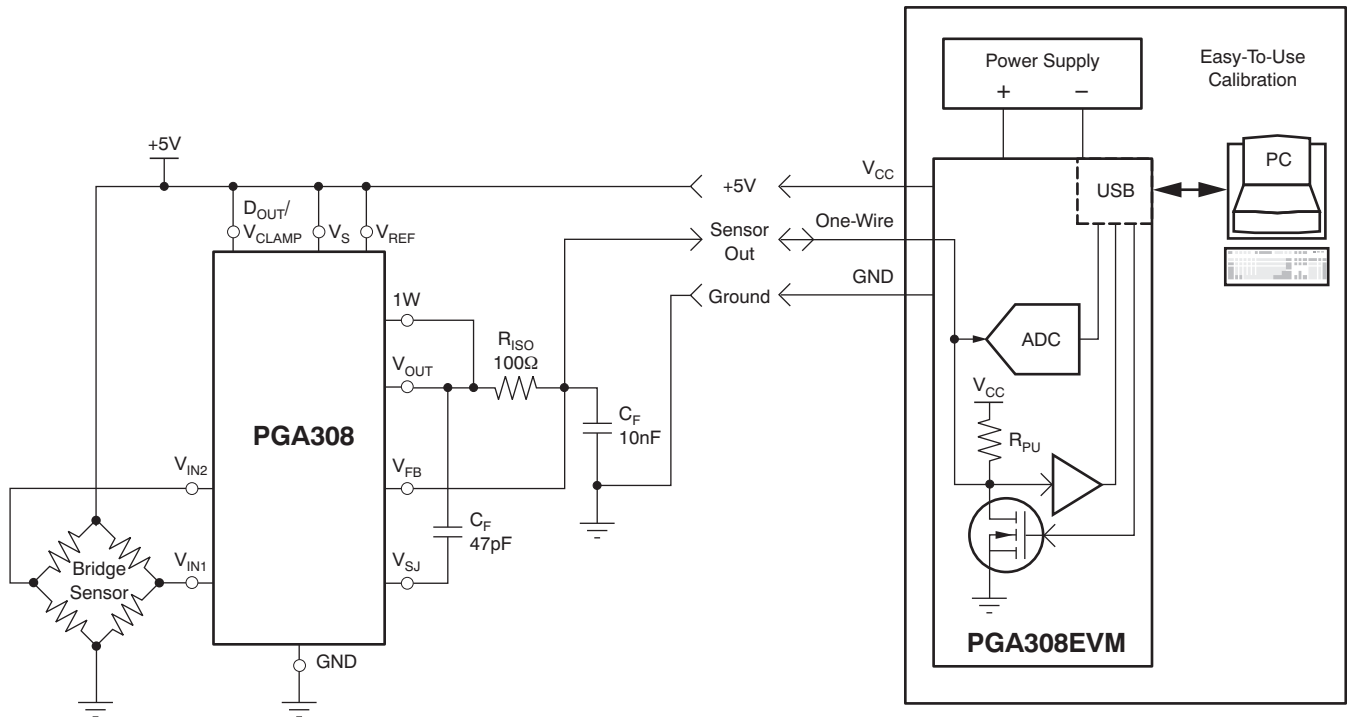 Power Supply
+ −
Easy-To-Use
Calibration
PC
USB
+5V
V_CC
+5V
D_OUT/
V_CLAMP
V_S
V_REF
Sensor
Out
One-Wire
GND
Ground
1W
R_ISO
100Ω
V_OUT
ADC
V_CC
R_PU
C_F
10nF
PGA308
V_IN2
V_FB
C_F
47pF
V_IN1
V_SJ
Bridge
Sensor
GND
PGA308EVM